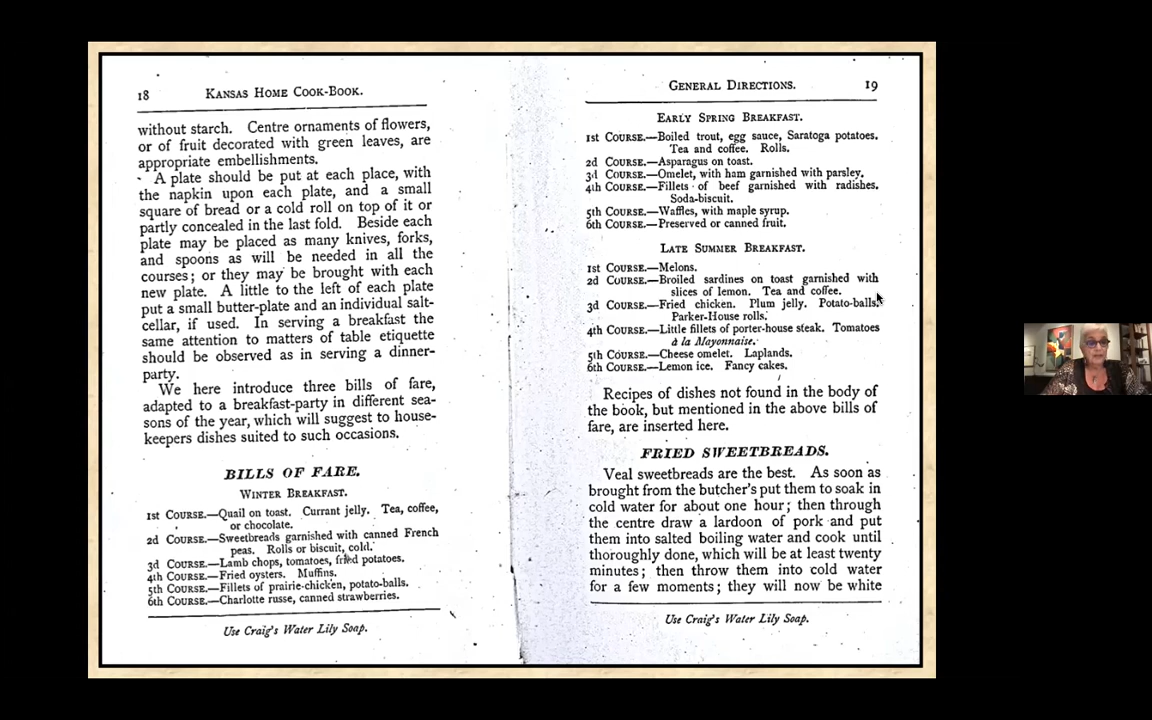 18 KANSAS HOME COOK-BOOK.
without starch. Centre ornaments of flowers,
or of fruit decorated with green leaves, are
appropriate embellishments.
A plate should be put at each place, with
the napkin upon each plate, and a small
square of bread or a cold roll on top of it or
partly concealed in the last fold. Beside each
plate may be placed as many knives, forks,
and spoons as will be needed in all the
courses; or they may be brought with each
new plate. A little to the left of each plate
put a small butter-plate and an individual salt-
cellar, if used. In serving a breakfast the
same attention to matters of table etiquette
should be observed as in serving a dinner-
party.
We here introduce three bills of fare,
adapted to a breakfast-party in different sea-
sons of the year, which will suggest to house-
keepers dishes suited to such occasions.
BILLS OF FARE.
WINTER BREAKFAST.
1st COURSE.—Quail on toast. Currant jelly. Tea, coffee,
or chocolate.
2d COURSE.—Sweetbreads garnished with canned French
peas. Rolls or biscuit, cold.
3d COURSE.—Lamb chops, tomatoes, fried potatoes.
4th COURSE.—Fried oysters. Muffins.
5th COURSE.—Fillets of prairie-chicken, potato-balls.
6th COURSE.—Charlotte russe, canned strawberries.
Use Craig's Water Lily Soap.
GENERAL DIRECTIONS. 19
EARLY SPRING BREAKFAST.
1st COURSE.—Boiled trout, egg sauce, Saratoga potatoes.
Tea and coffee. Rolls.
2d COURSE.—Asparagus on toast.
3d COURSE.—Omelet, with ham garnished with parsley.
4th COURSE.—Fillets of beef garnished with radishes.
Soda-biscuit.
5th COURSE.—Waffles, with maple syrup.
6th COURSE.—Preserved or canned fruit.
LATE SUMMER BREAKFAST.
1st COURSE.—Melons.
2d COURSE.—Broiled sardines on toast garnished with
slices of lemon. Tea and coffee.
3d COURSE.—Fried chicken. Plum jelly. Potato-balls.
Parker-House rolls.
4th COURSE.—Little fillets of porter-house steak. Tomatoes
à la Mayonnaise.
5th COURSE.—Cheese omelet. Laplands.
6th COURSE.—Lemon ice. Fancy cakes.
Recipes of dishes not found in the body of
the book, but mentioned in the above bills of
fare, are inserted here.
FRIED SWEETBREADS.
Veal sweetbreads are the best. As soon as
brought from the butcher's put them to soak in
cold water for about one hour; then through
the centre draw a lardoon of pork and put
them into salted boiling water and cook until
thoroughly done, which will be at least twenty
minutes; then throw them into cold water
for a few moments; they will now be white
Use Craig's Water Lily Soap.